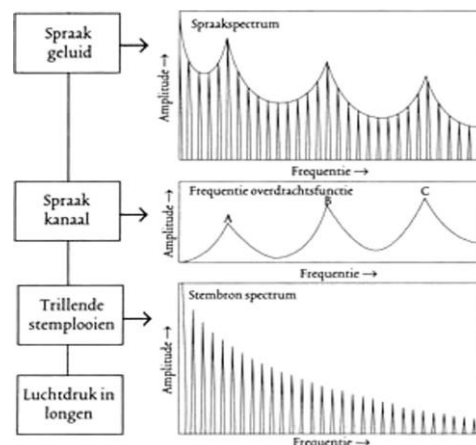 Spraak
geluid
Spraakspectrum
Amplitude →
Frequentie →
Spraak
kanaal
Frequentie overdrachtsfunctie
A
B
C
Amplitude →
Frequentie →
Trillende
stemplooien
Stembron spectrum
Amplitude →
Frequentie →
Luchtdruk in
longen